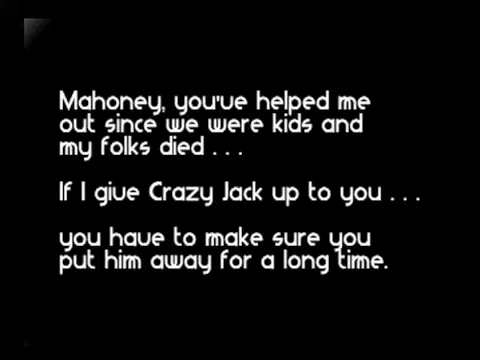 Mahoney, you've helped me
out since we were kids and
my folks died . . .
If I give Crazy Jack up to you . . .
you have to make sure you
put him away for a long time.